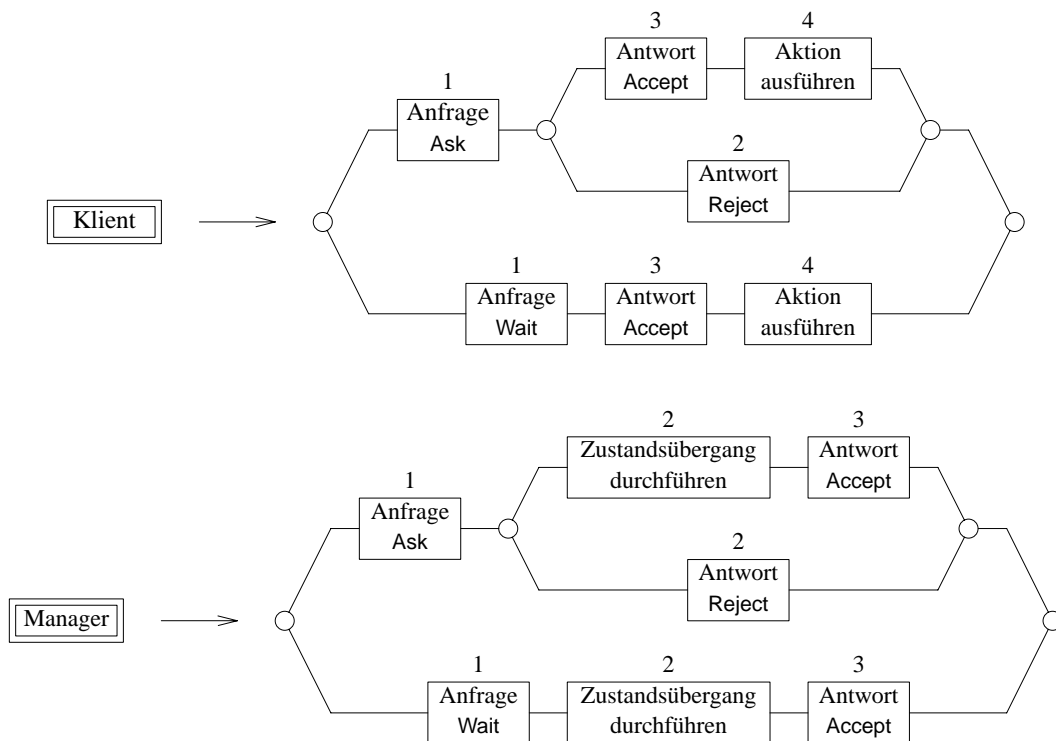 3
Antwort
Accept
4
Aktion
ausführen
1
Anfrage
Ask
2
Antwort
Reject
Klient
1
Anfrage
Wait
3
Antwort
Accept
4
Aktion
ausführen
2
Zustandsübergang
durchführen
3
Antwort
Accept
1
Anfrage
Ask
2
Antwort
Reject
Manager
1
Anfrage
Wait
2
Zustandsübergang
durchführen
3
Antwort
Accept